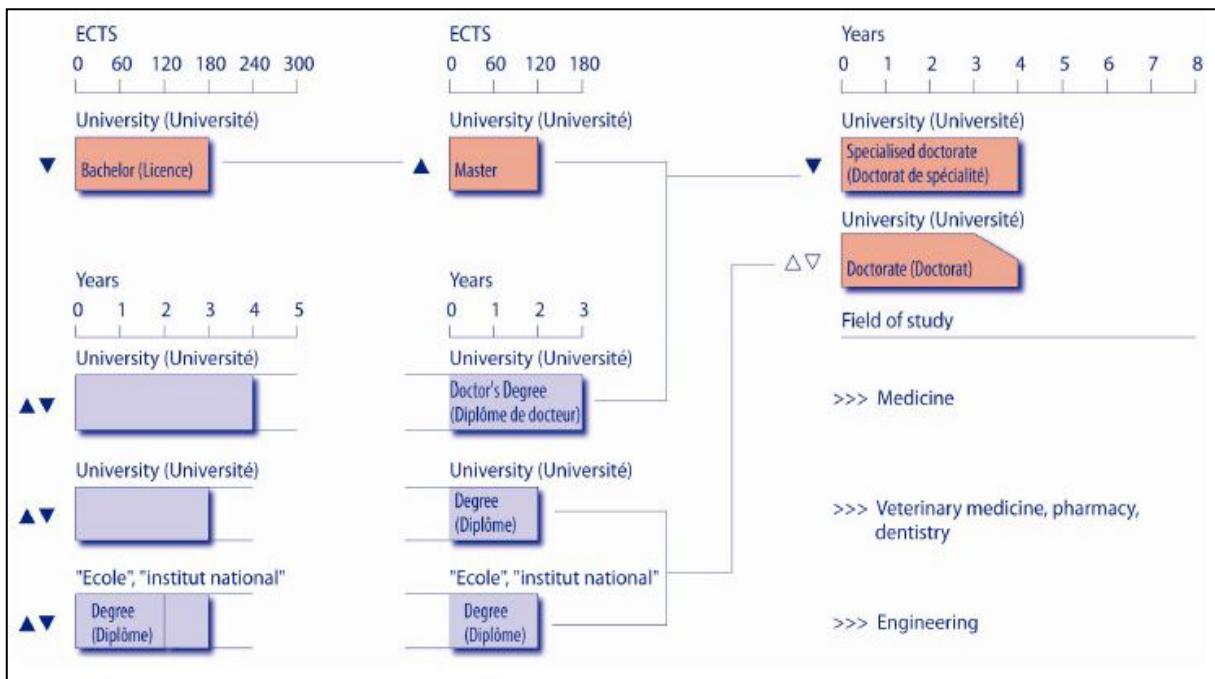 ECTS
0 60 120 180 240 300
University (Université)
Bachelor (Licence)
ECTS
0 60 120 180
University (Université)
Master
Years
0 1 2 3 4 5 6 7 8
University (Université)
Specialised doctorate
(Doctorat de spécialité)
University (Université)
Doctorate (Doctorat)
Field of study
Years
0 1 2 3 4 5
University (Université)
0 1 2 3
University (Université)
Doctor's Degree
(Diplôme de docteur)
>>> Medicine
University (Université)
University (Université)
Degree
(Diplôme)
>>> Veterinary medicine, pharmacy,
dentistry
"Ecole", "institut national"
Degree
(Diplôme)
"Ecole", "institut national"
Degree
(Diplôme)
>>> Engineering